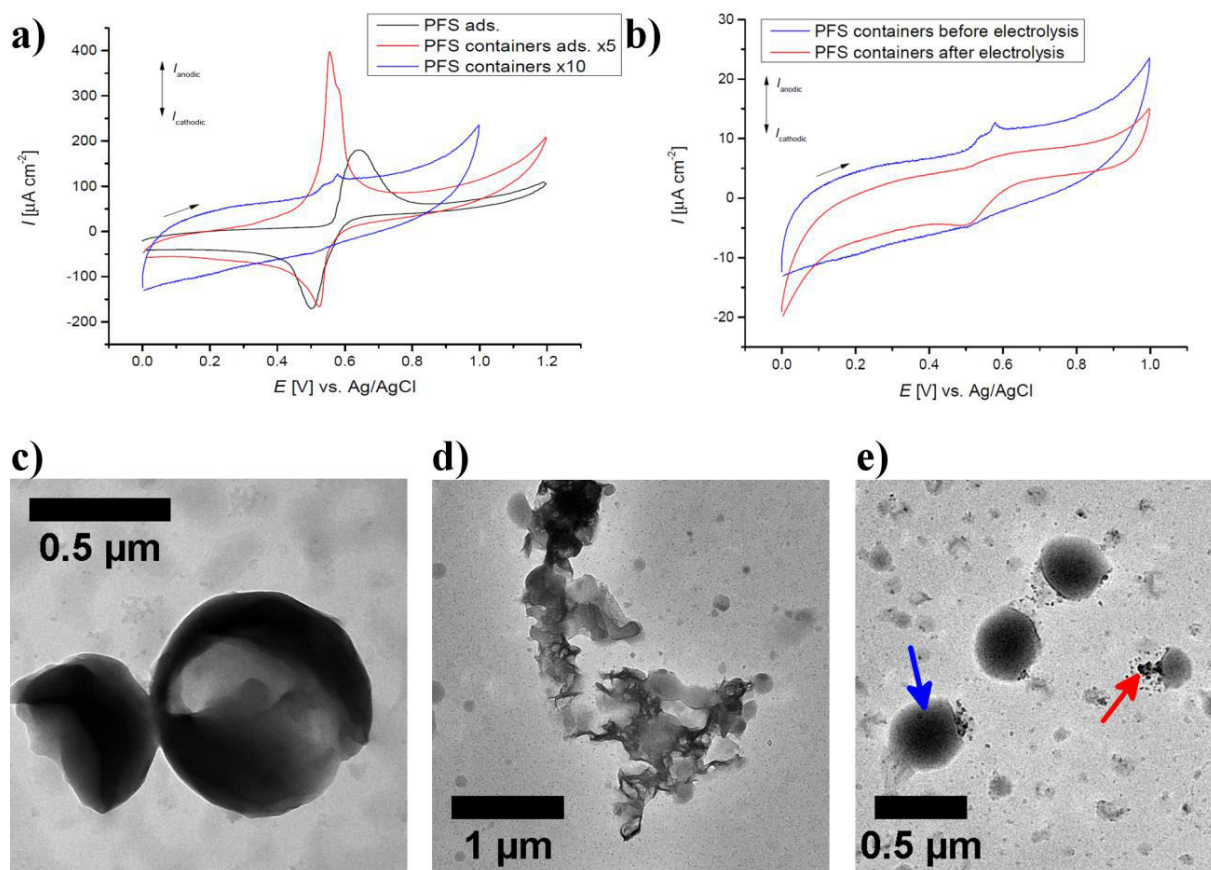 a)
PFS ads.
PFS containers ads. x5
PFS containers x10
I anodic
I cathodic
I [µA cm-2]
400
300
200
100
0
-100
-200
0.0 0.2 0.4 0.6 0.8 1.0 1.2
E [V] vs. Ag/AgCl
b)
PFS containers before electrolysis
PFS containers after electrolysis
I anodic
I cathodic
I [µA cm-2]
30
20
10
0
-10
-20
0.0 0.2 0.4 0.6 0.8 1.0
E [V] vs. Ag/AgCl
c)
0.5 µm
d)
1 µm
e)
0.5 µm